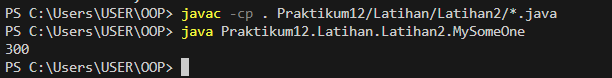 PS C:\Users\USER\OOP> javac -cp . Praktikum12/Latihan/Latihan2/*.java
PS C:\Users\USER\OOP> java Praktikum12.Latihan.Latihan2.MySomeOne
300
PS C:\Users\USER\OOP>